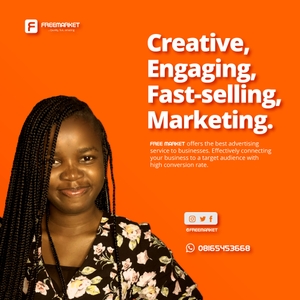 FREEMARKET
Creative,
Engaging,
Fast-selling,
Marketing.
FREE MARKET offers the best advertising
service to businesses. Effectively connecting
your business to a target audience with
high conversion rate.
@FREEMARKET
08165453668